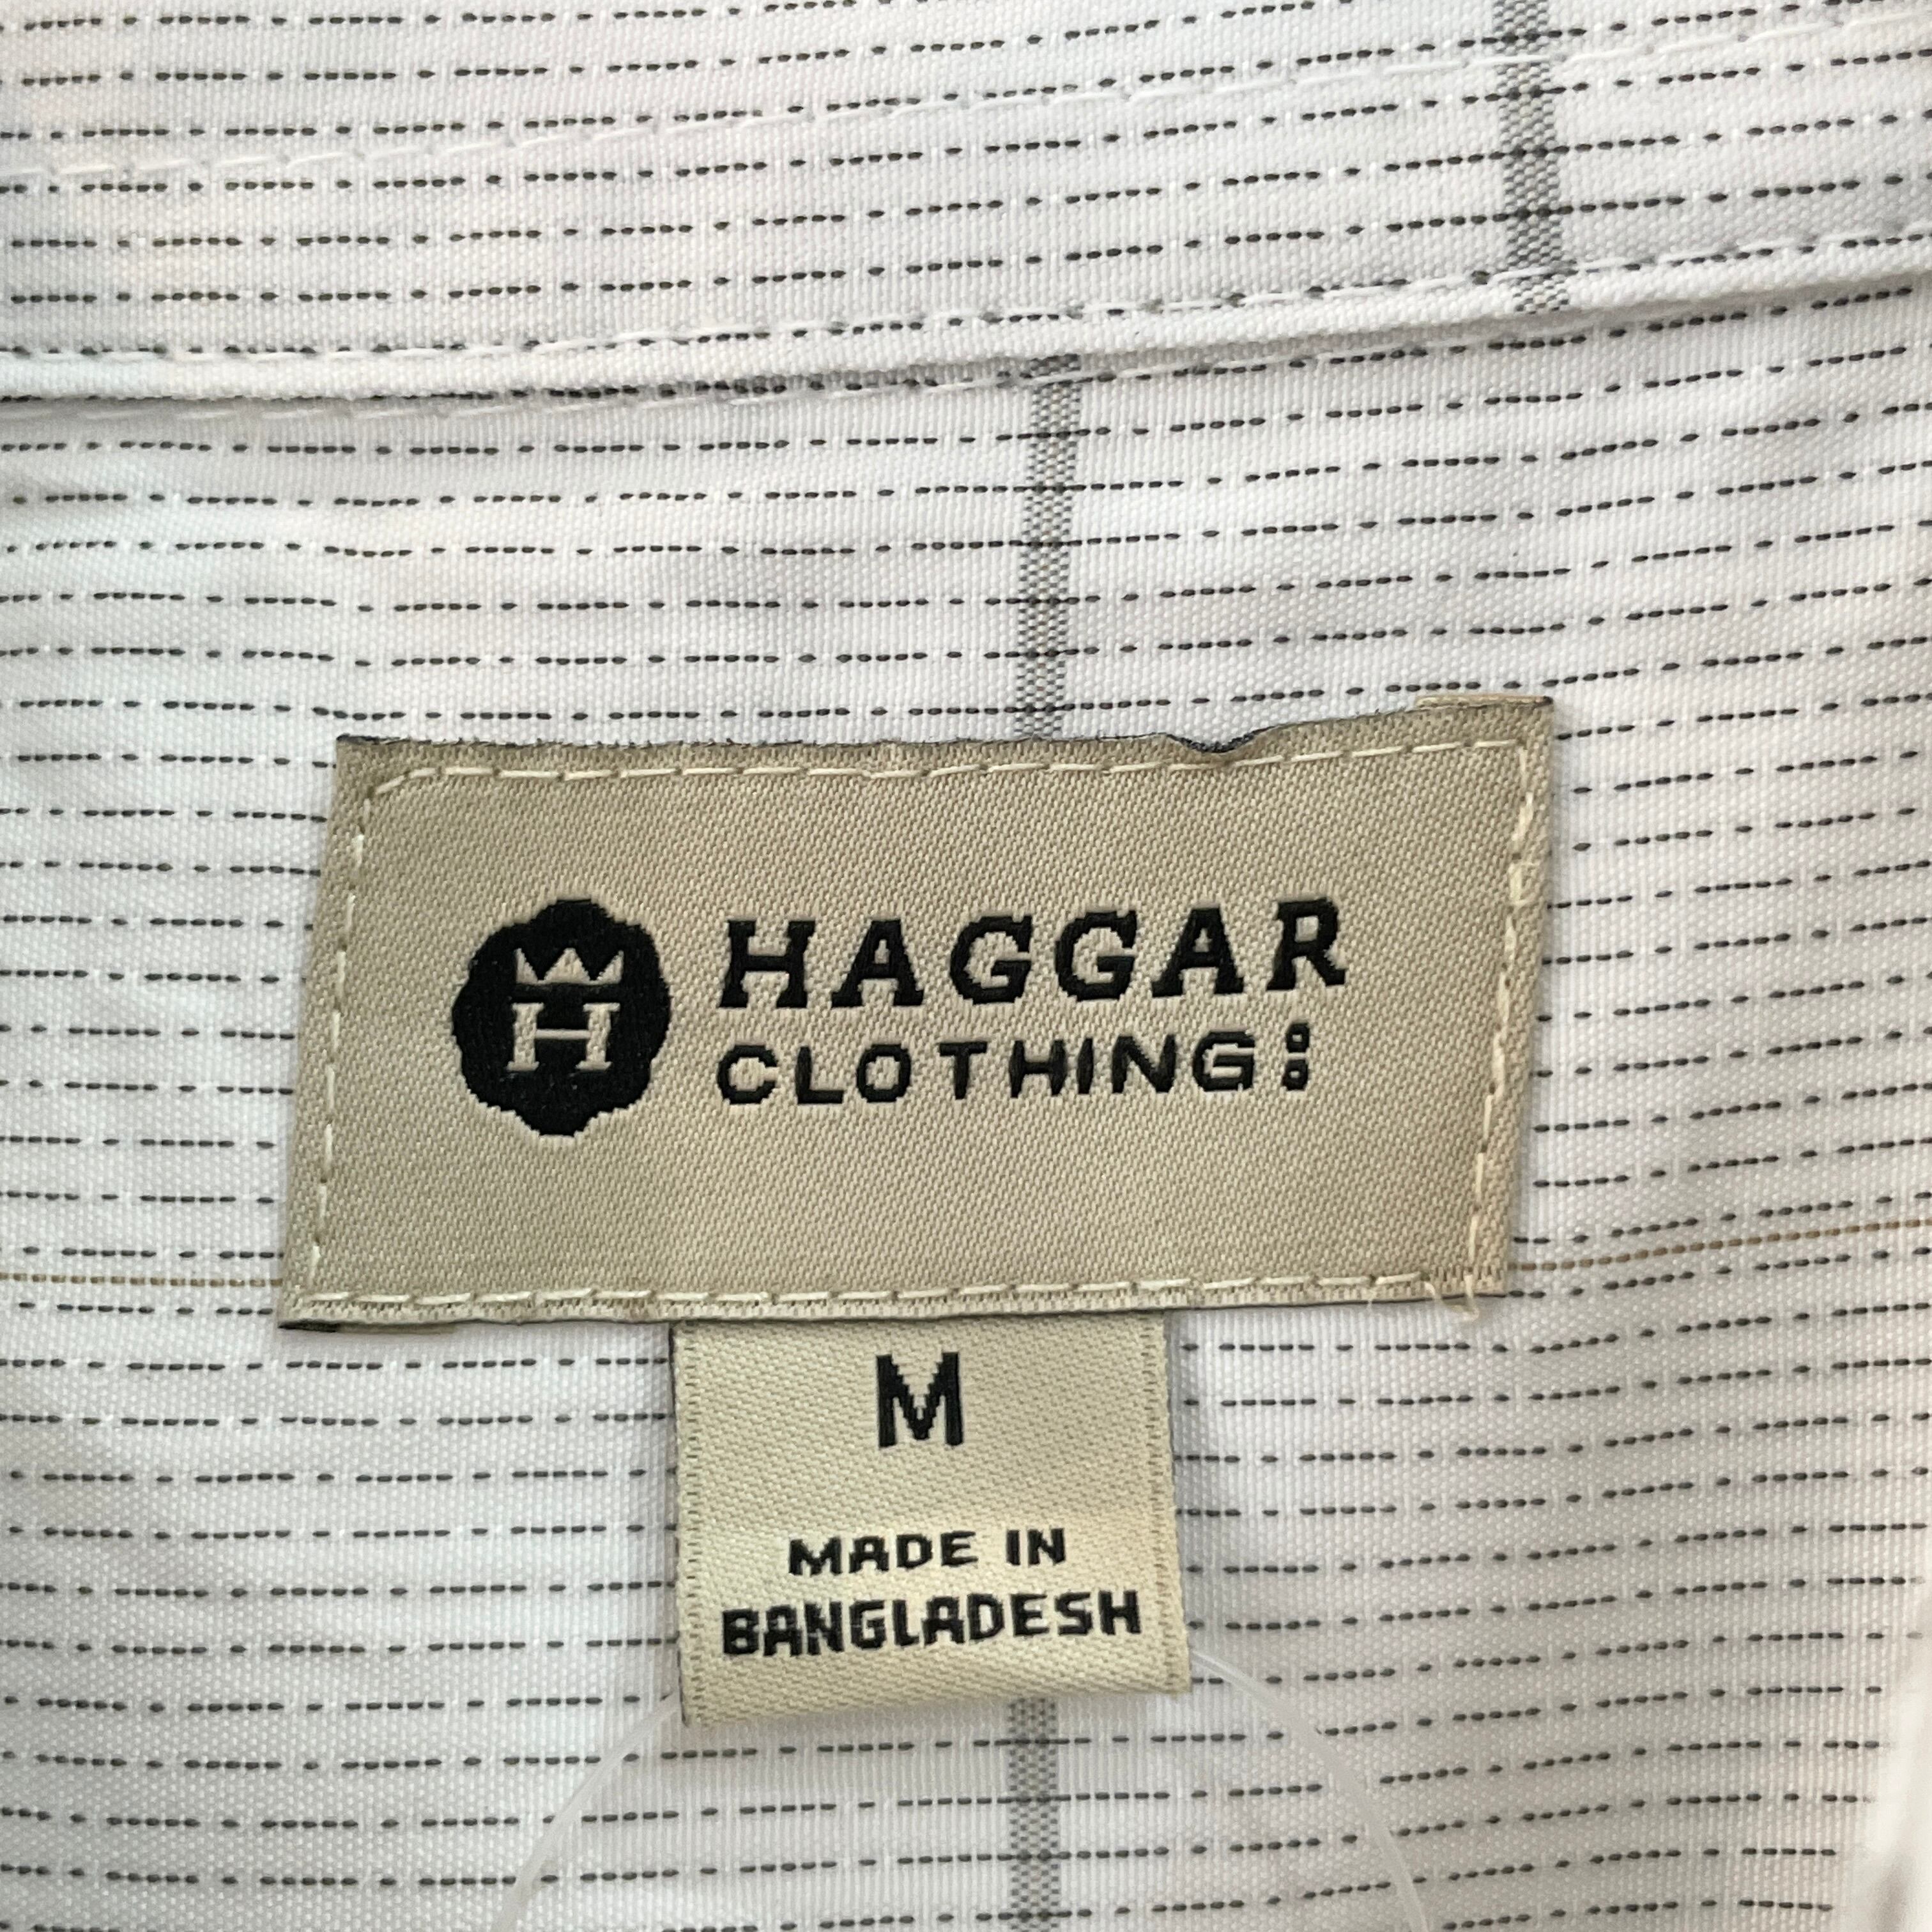 H
HAGGAR
CLOTHING CO
M
MADE IN
BANGLADESH